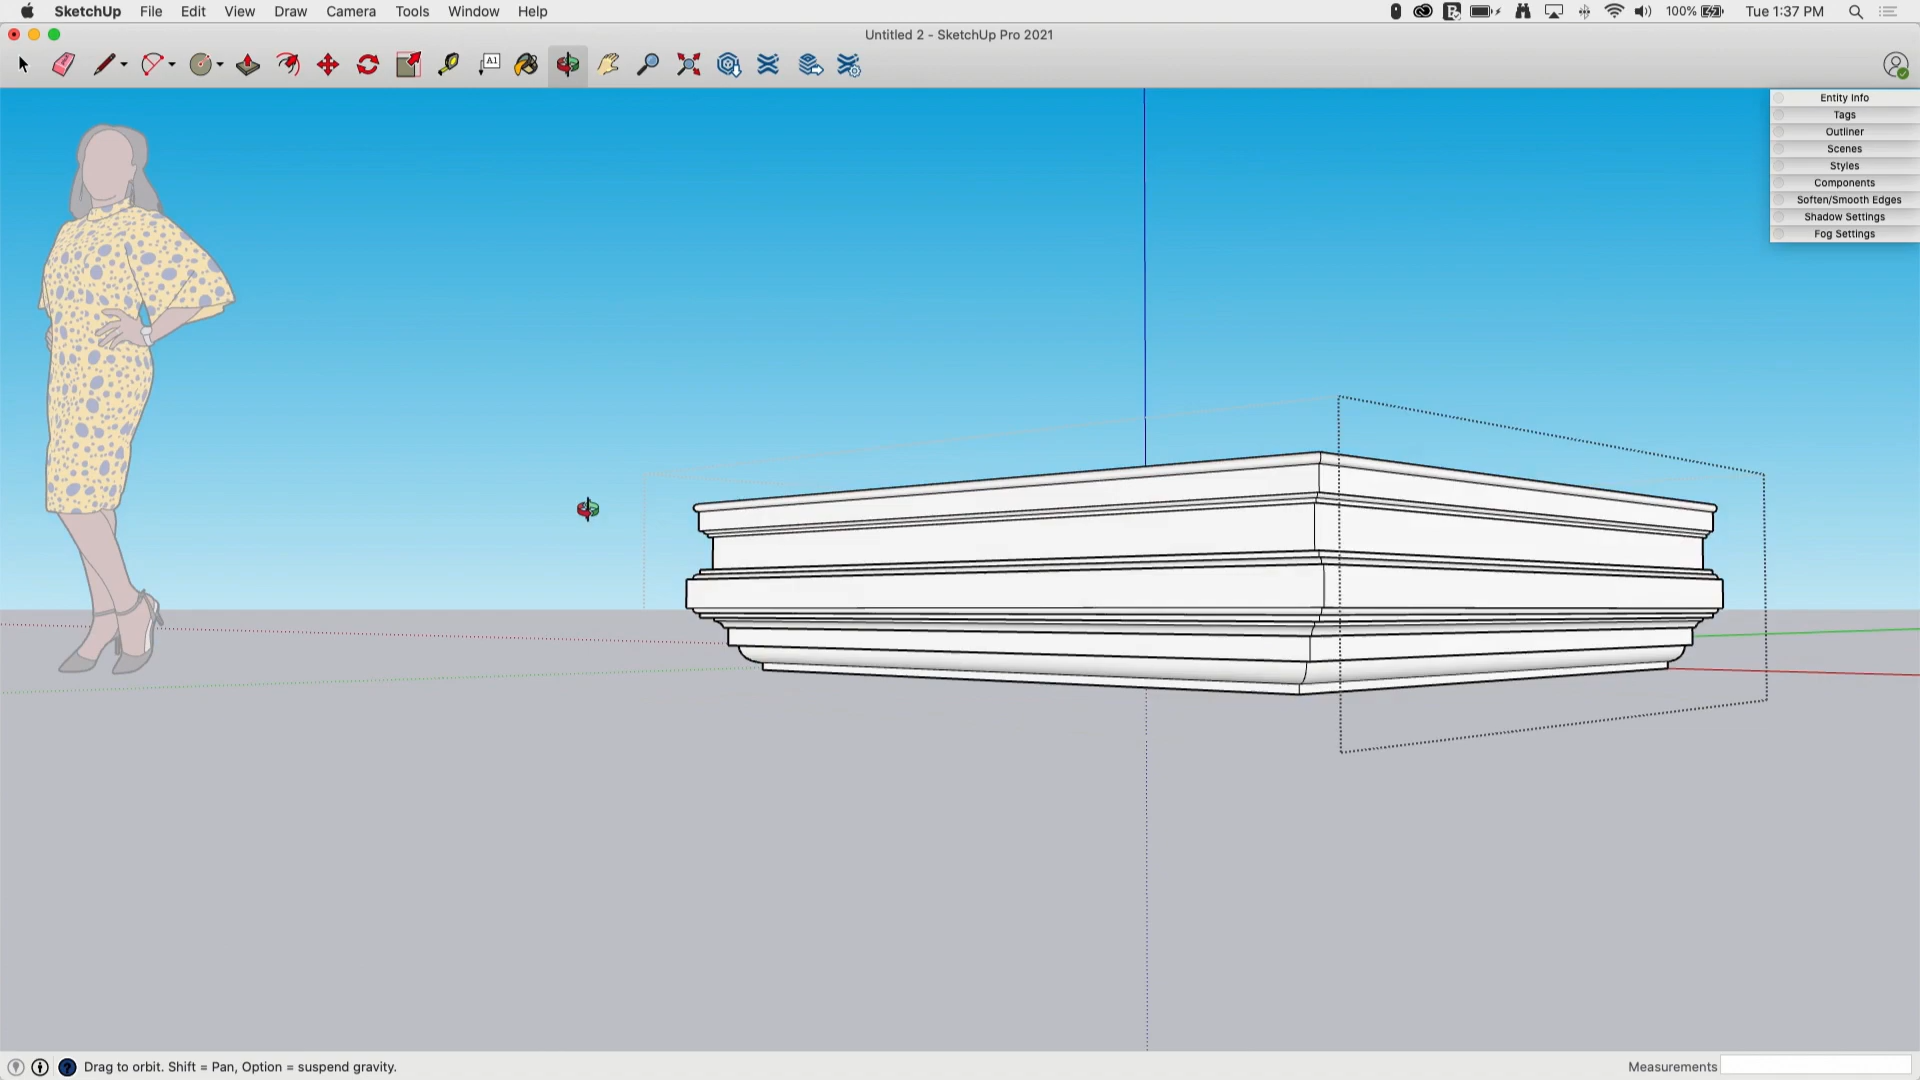 SketchUp File Edit View Draw Camera Tools Window Help 100% Tue 1:37 PM
Untitled 2 - SketchUp Pro 2021
A1
Entity Info
Tags
Outliner
Scenes
Styles
Components
Soften/Smooth Edges
Shadow Settings
Fog Settings
Drag to orbit. Shift = Pan, Option = suspend gravity. Measurements